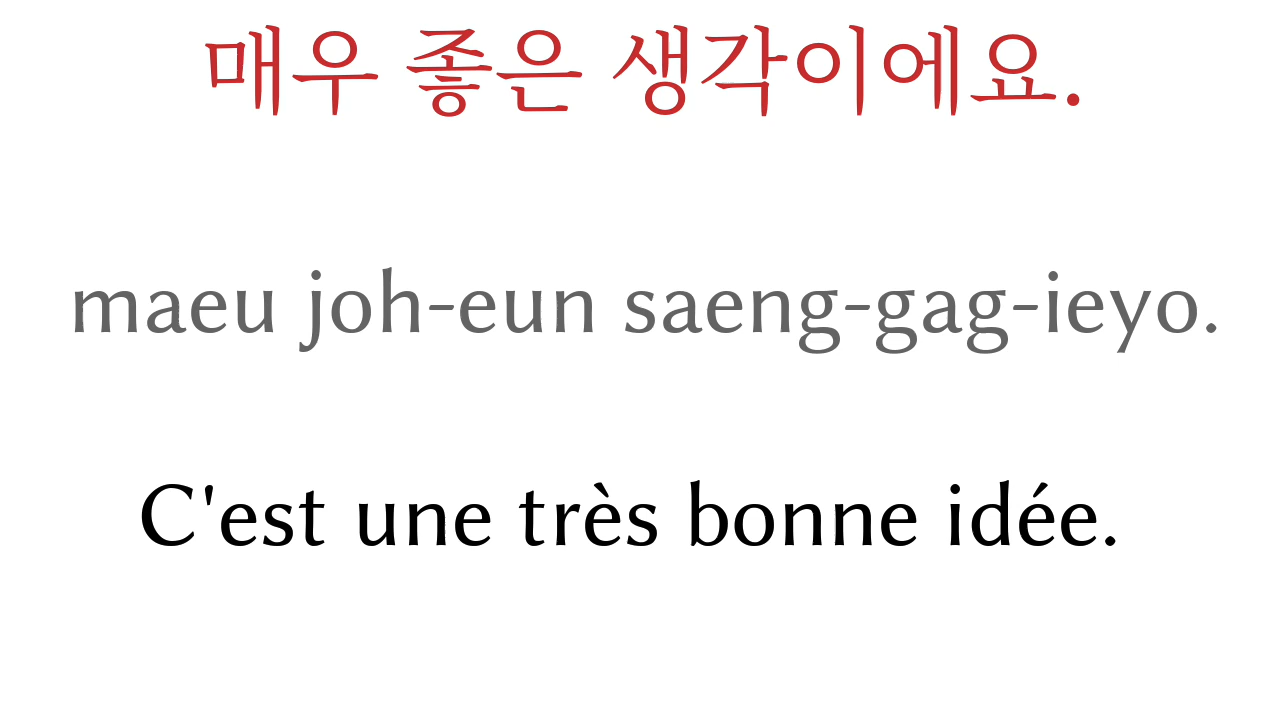 매우 좋은 생각이에요.
maeu joh-eun saeng-gag-ieyo.
C'est une très bonne idée.